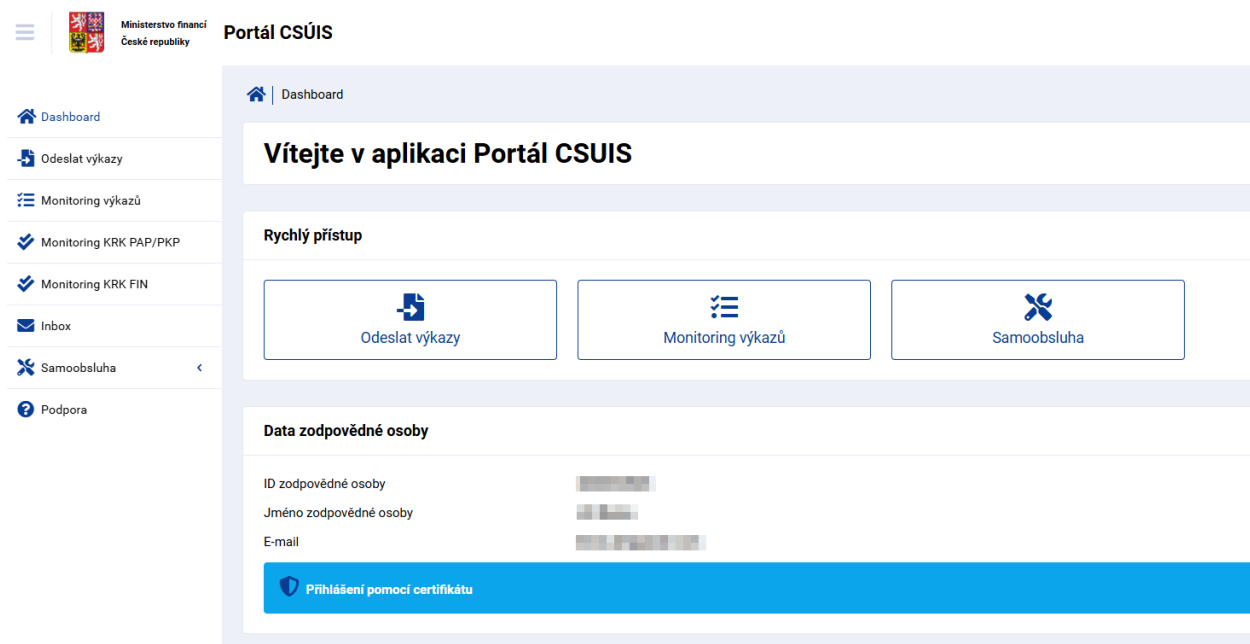 Ministerstvo financí
České republiky
Portál CSÚIS
Dashboard
Odeslat výkazy
Monitoring výkazů
Monitoring KRK PAP/PKP
Monitoring KRK FIN
Inbox
Samoobsluha
Podpora
Dashboard
Vítejte v aplikaci Portál CSUIS
Rychlý přístup
Odeslat výkazy
Monitoring výkazů
Samoobsluha
Data zodpovědné osoby
ID zodpovědné osoby
Jméno zodpovědné osoby
E-mail
Přihlášení pomocí certifikátu